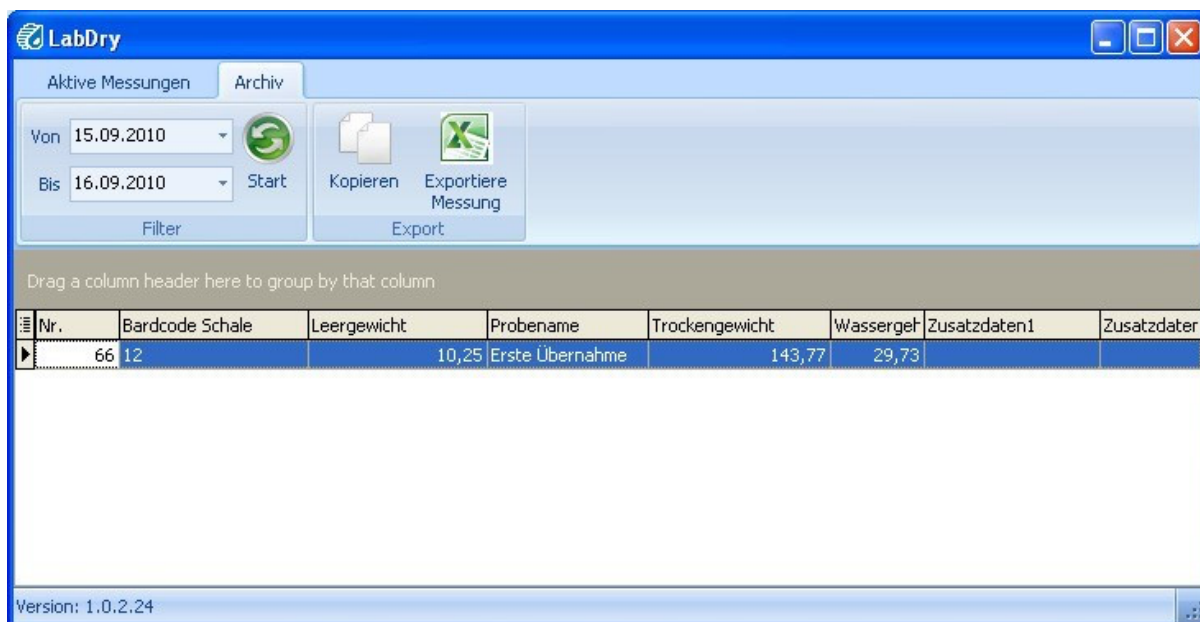 LabDry
Aktive Messungen Archiv
Von 15.09.2010
Bis 16.09.2010
Start
Filter
Kopieren
Exportiere
Messung
Export
Drag a column header here to group by that column
Nr. Bardcode Schale Leergewicht Probename Trockengewicht Wassergeh Zusatzdaten1 Zusatzdaten
66 12 10,25 Erste Übernahme 143,77 29,73
Version: 1.0.2.24